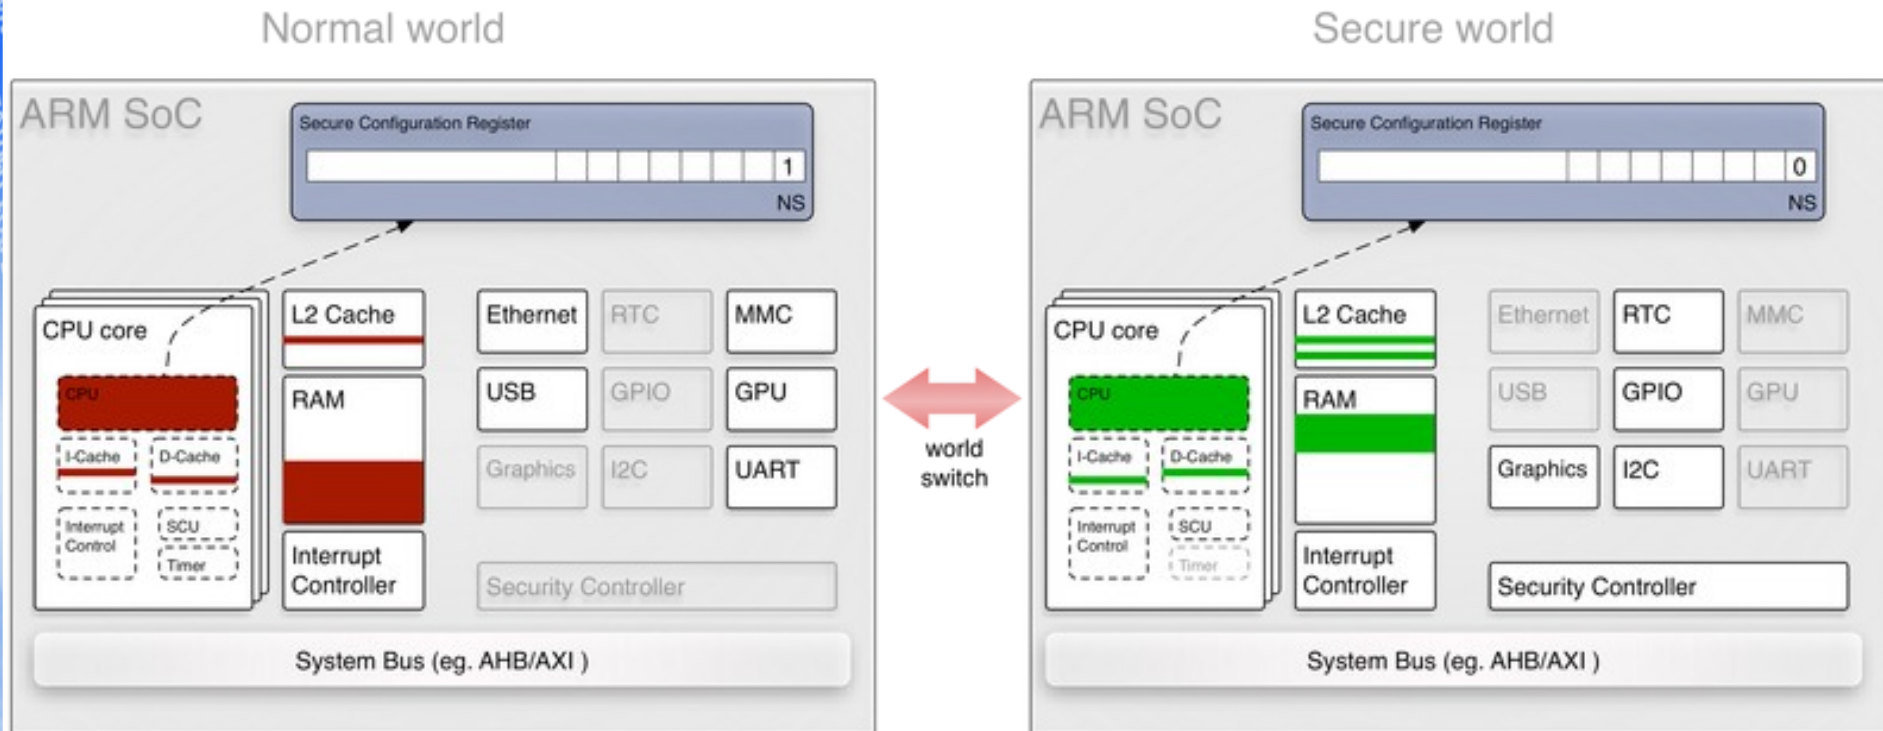 Normal world
ARM SoC
Secure Configuration Register
1
NS
CPU core
CPU
I-Cache
D-Cache
Interrupt
Control
SCU
Timer
L2 Cache
RAM
Interrupt
Controller
Ethernet
RTC
MMC
USB
GPIO
GPU
Graphics
I2C
UART
Security Controller
System Bus (eg. AHB/AXI )
world
switch
Secure world
ARM SoC
Secure Configuration Register
0
NS
CPU core
CPU
I-Cache
D-Cache
Interrupt
Control
SCU
Timer
L2 Cache
RAM
Interrupt
Controller
Ethernet
RTC
MMC
USB
GPIO
GPU
Graphics
I2C
UART
Security Controller
System Bus (eg. AHB/AXI )